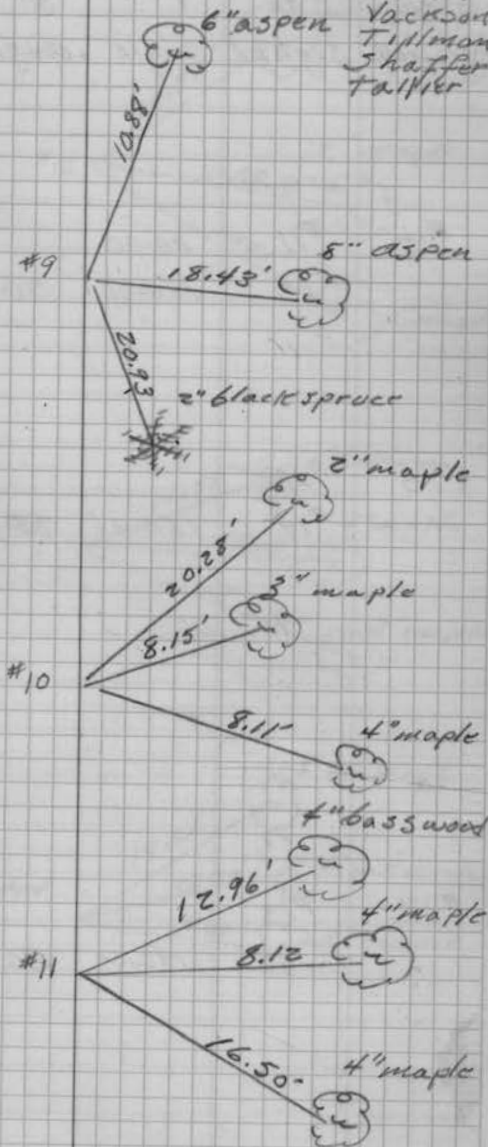 6" aspen
Jackson
Tillman
Shaffer
10.88'
#9
18.43'
8" aspen
20.93
2" black spruce
2" maple
20.28'
3" maple
8.15'
#10
8.11'
4" maple
4" basswood
12.96'
4" maple
#11
8.12
16.50'
4" maple